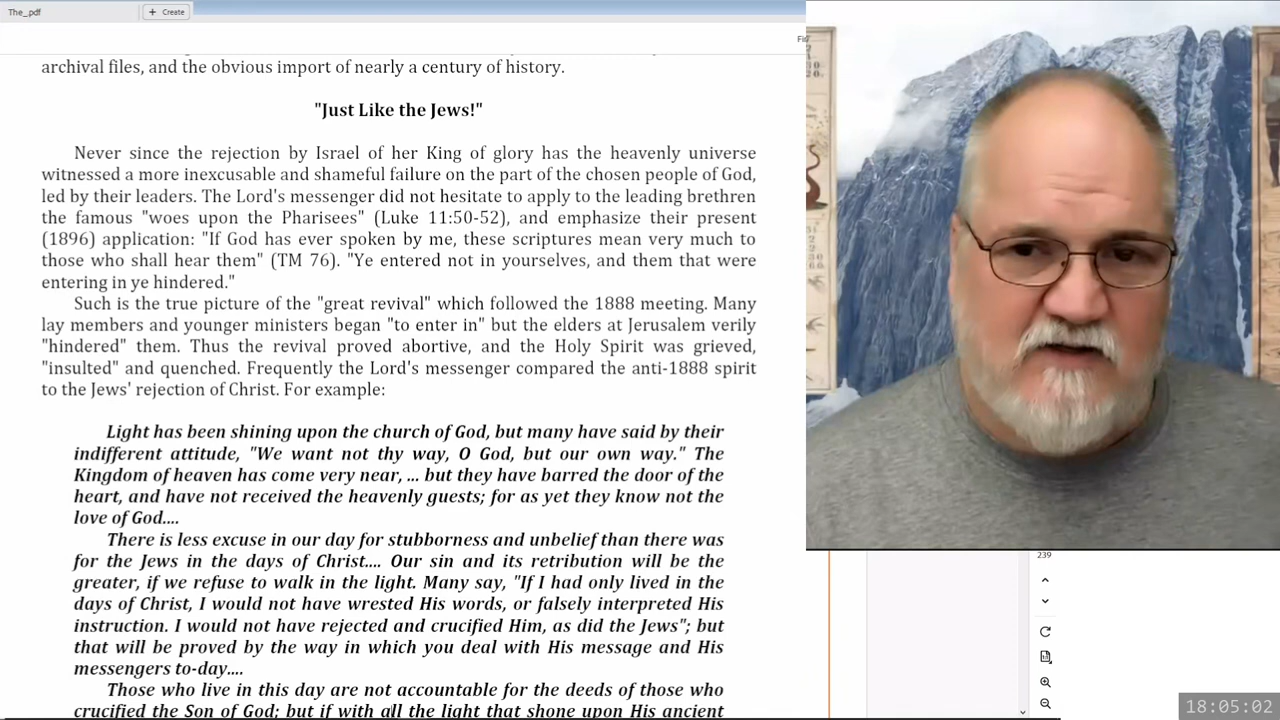 The_.pdf
+ Create
archival files, and the obvious import of nearly a century of history.
"Just Like the Jews!"
Never since the rejection by Israel of her King of glory has the heavenly universe
witnessed a more inexcusable and shameful failure on the part of the chosen people of God,
led by their leaders. The Lord's messenger did not hesitate to apply to the leading brethren
the famous "woes upon the Pharisees" (Luke 11:50-52), and emphasize their present
(1896) application: "If God has ever spoken by me, these scriptures mean very much to
those who shall hear them" (TM 76). "Ye entered not in yourselves, and them that were
entering in ye hindered."
Such is the true picture of the "great revival" which followed the 1888 meeting. Many
lay members and younger ministers began "to enter in" but the elders at Jerusalem verily
"hindered" them. Thus the revival proved abortive, and the Holy Spirit was grieved,
"insulted" and quenched. Frequently the Lord's messenger compared the anti-1888 spirit
to the Jews' rejection of Christ. For example:
Light has been shining upon the church of God, but many have said by their
indifferent attitude, "We want not thy way, O God, but our own way." The
Kingdom of heaven has come very near, ... but they have barred the door of the
heart, and have not received the heavenly guests; for as yet they know not the
love of God....
There is less excuse in our day for stubborness and unbelief than there was
for the Jews in the days of Christ.... Our sin and its retribution will be the
greater, if we refuse to walk in the light. Many say, "If I had only lived in the
days of Christ, I would not have wrested His words, or falsely interpreted His
instruction. I would not have rejected and crucified Him, as did the Jews"; but
that will be proved by the way in which you deal with His message and His
messengers to-day....
Those who live in this day are not accountable for the deeds of those who
crucified the Son of God; but if with all the light that shone upon His ancient
239
18:05:02